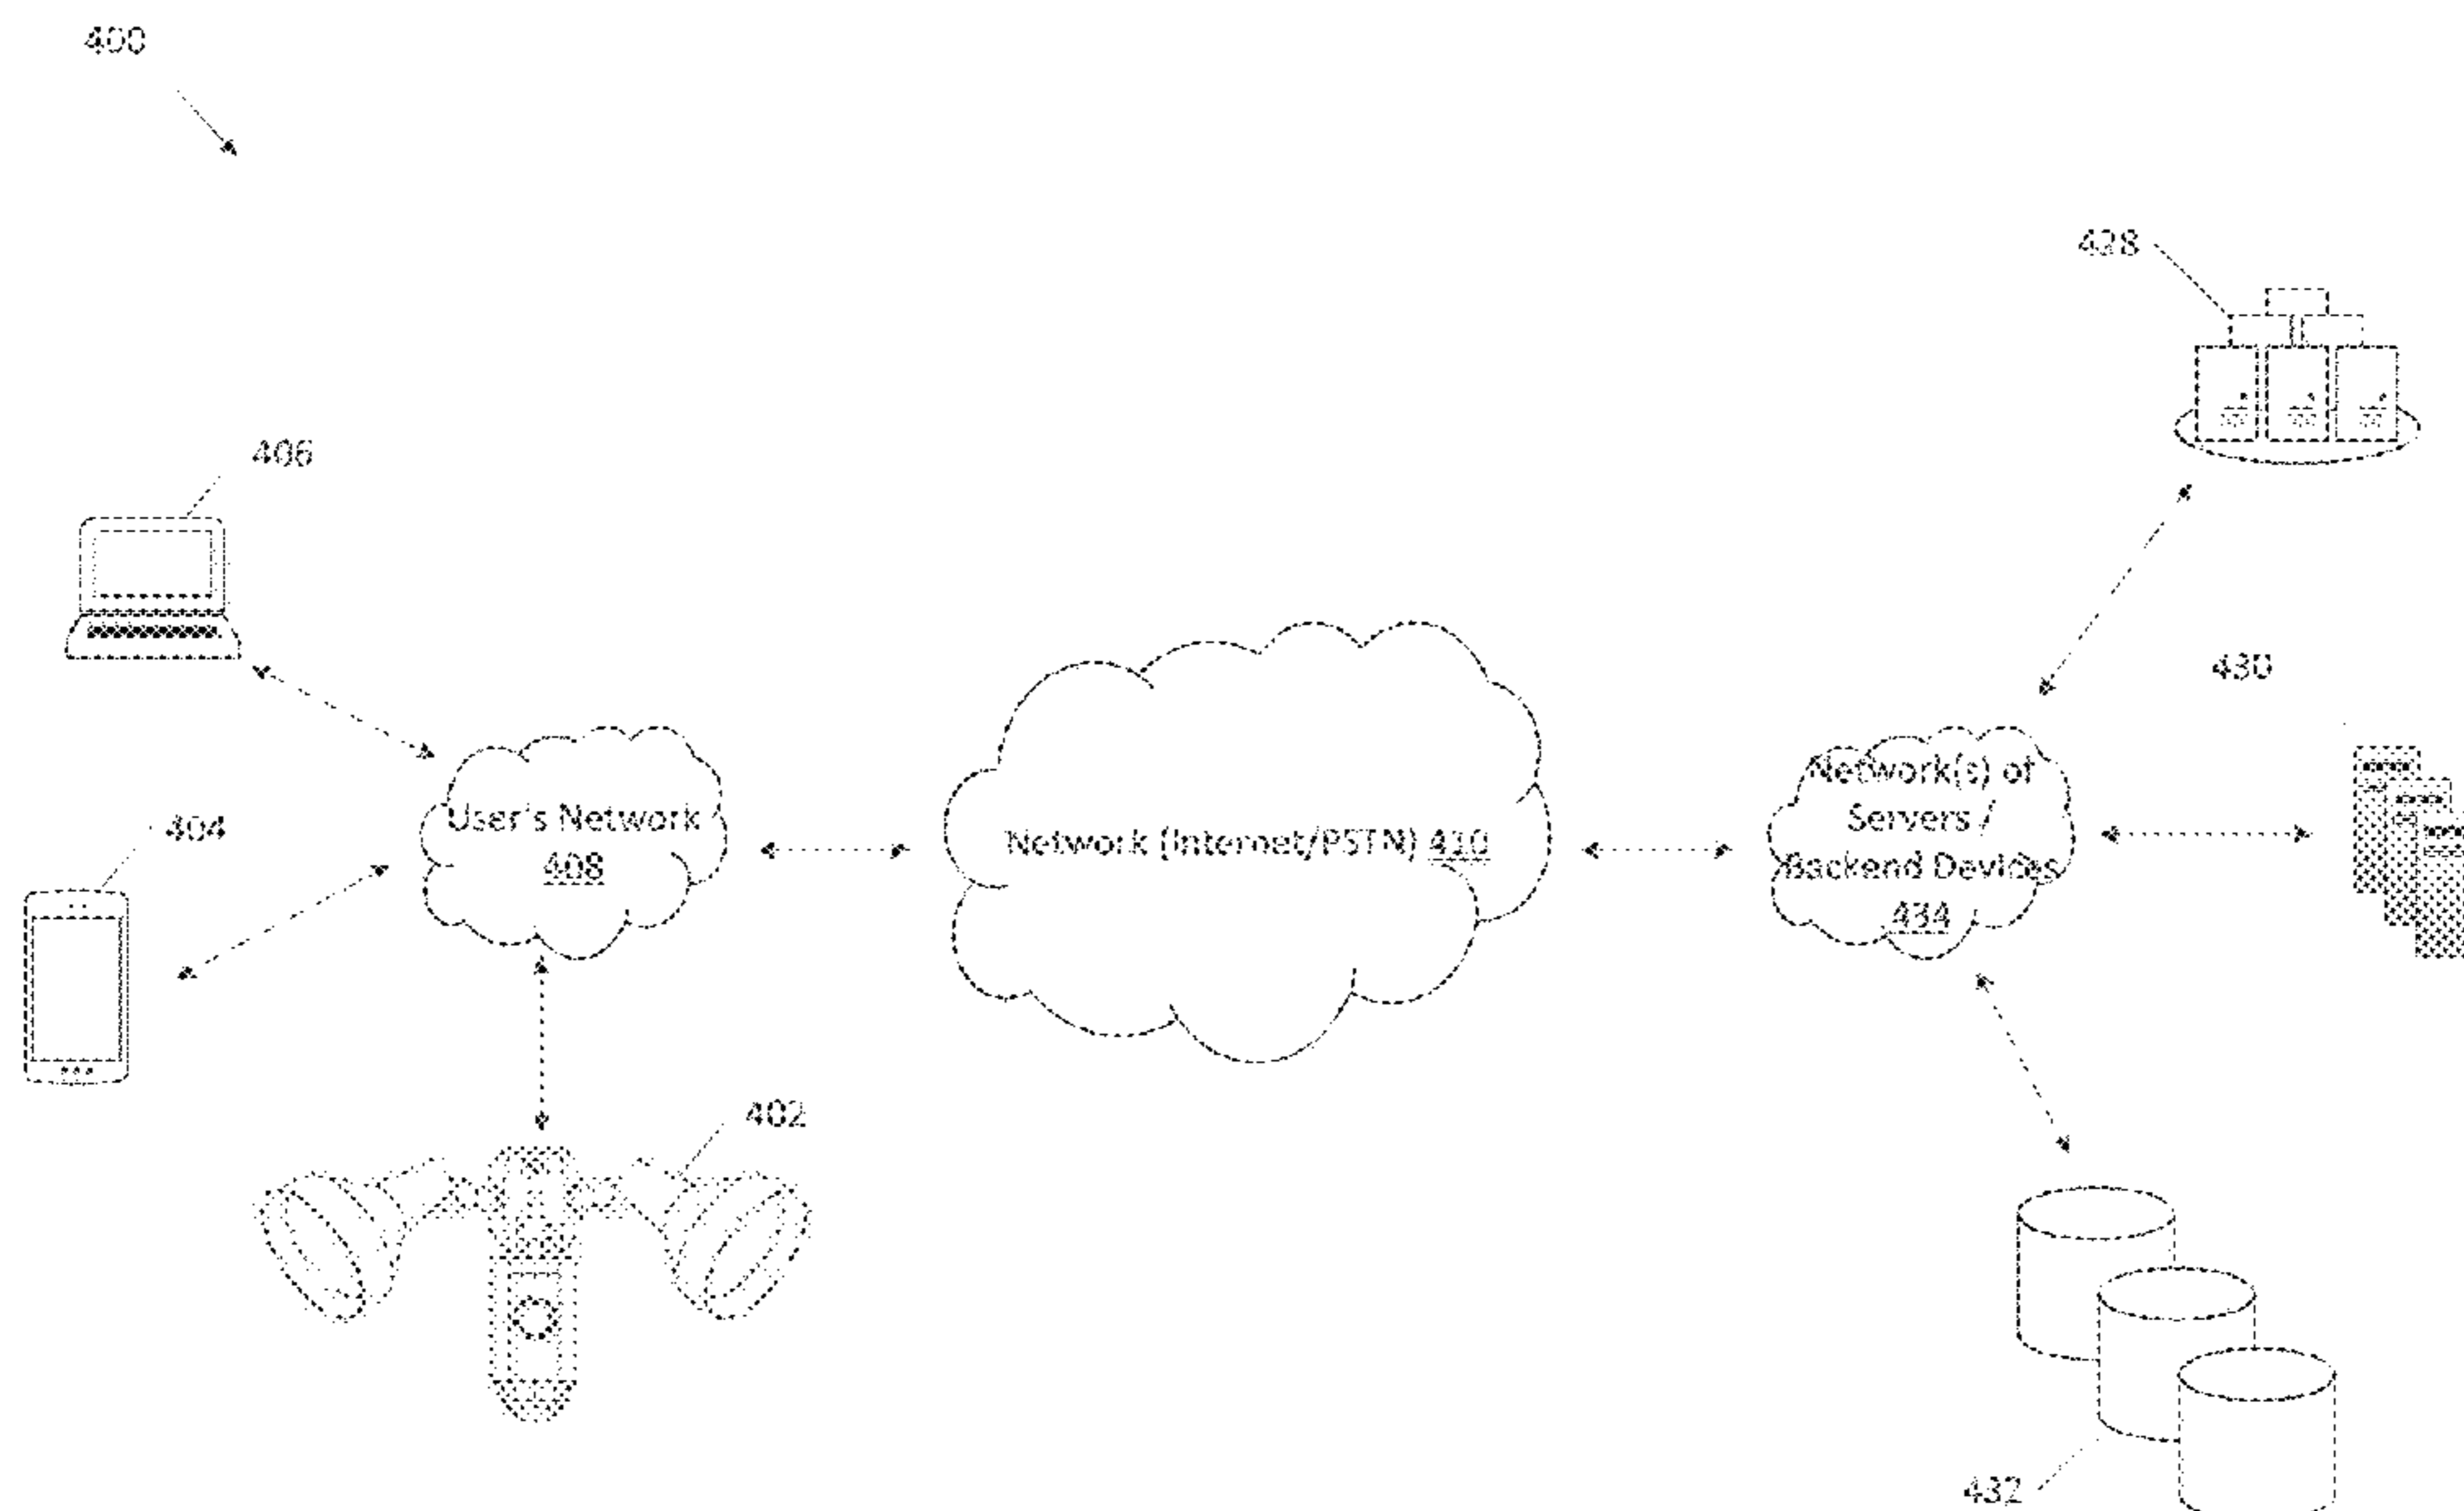 400
428
406
430
404
User's Network
408
Network (Internet/PSTN) 410
Network(s) of
Servers /
Backend Devices
434
402
432